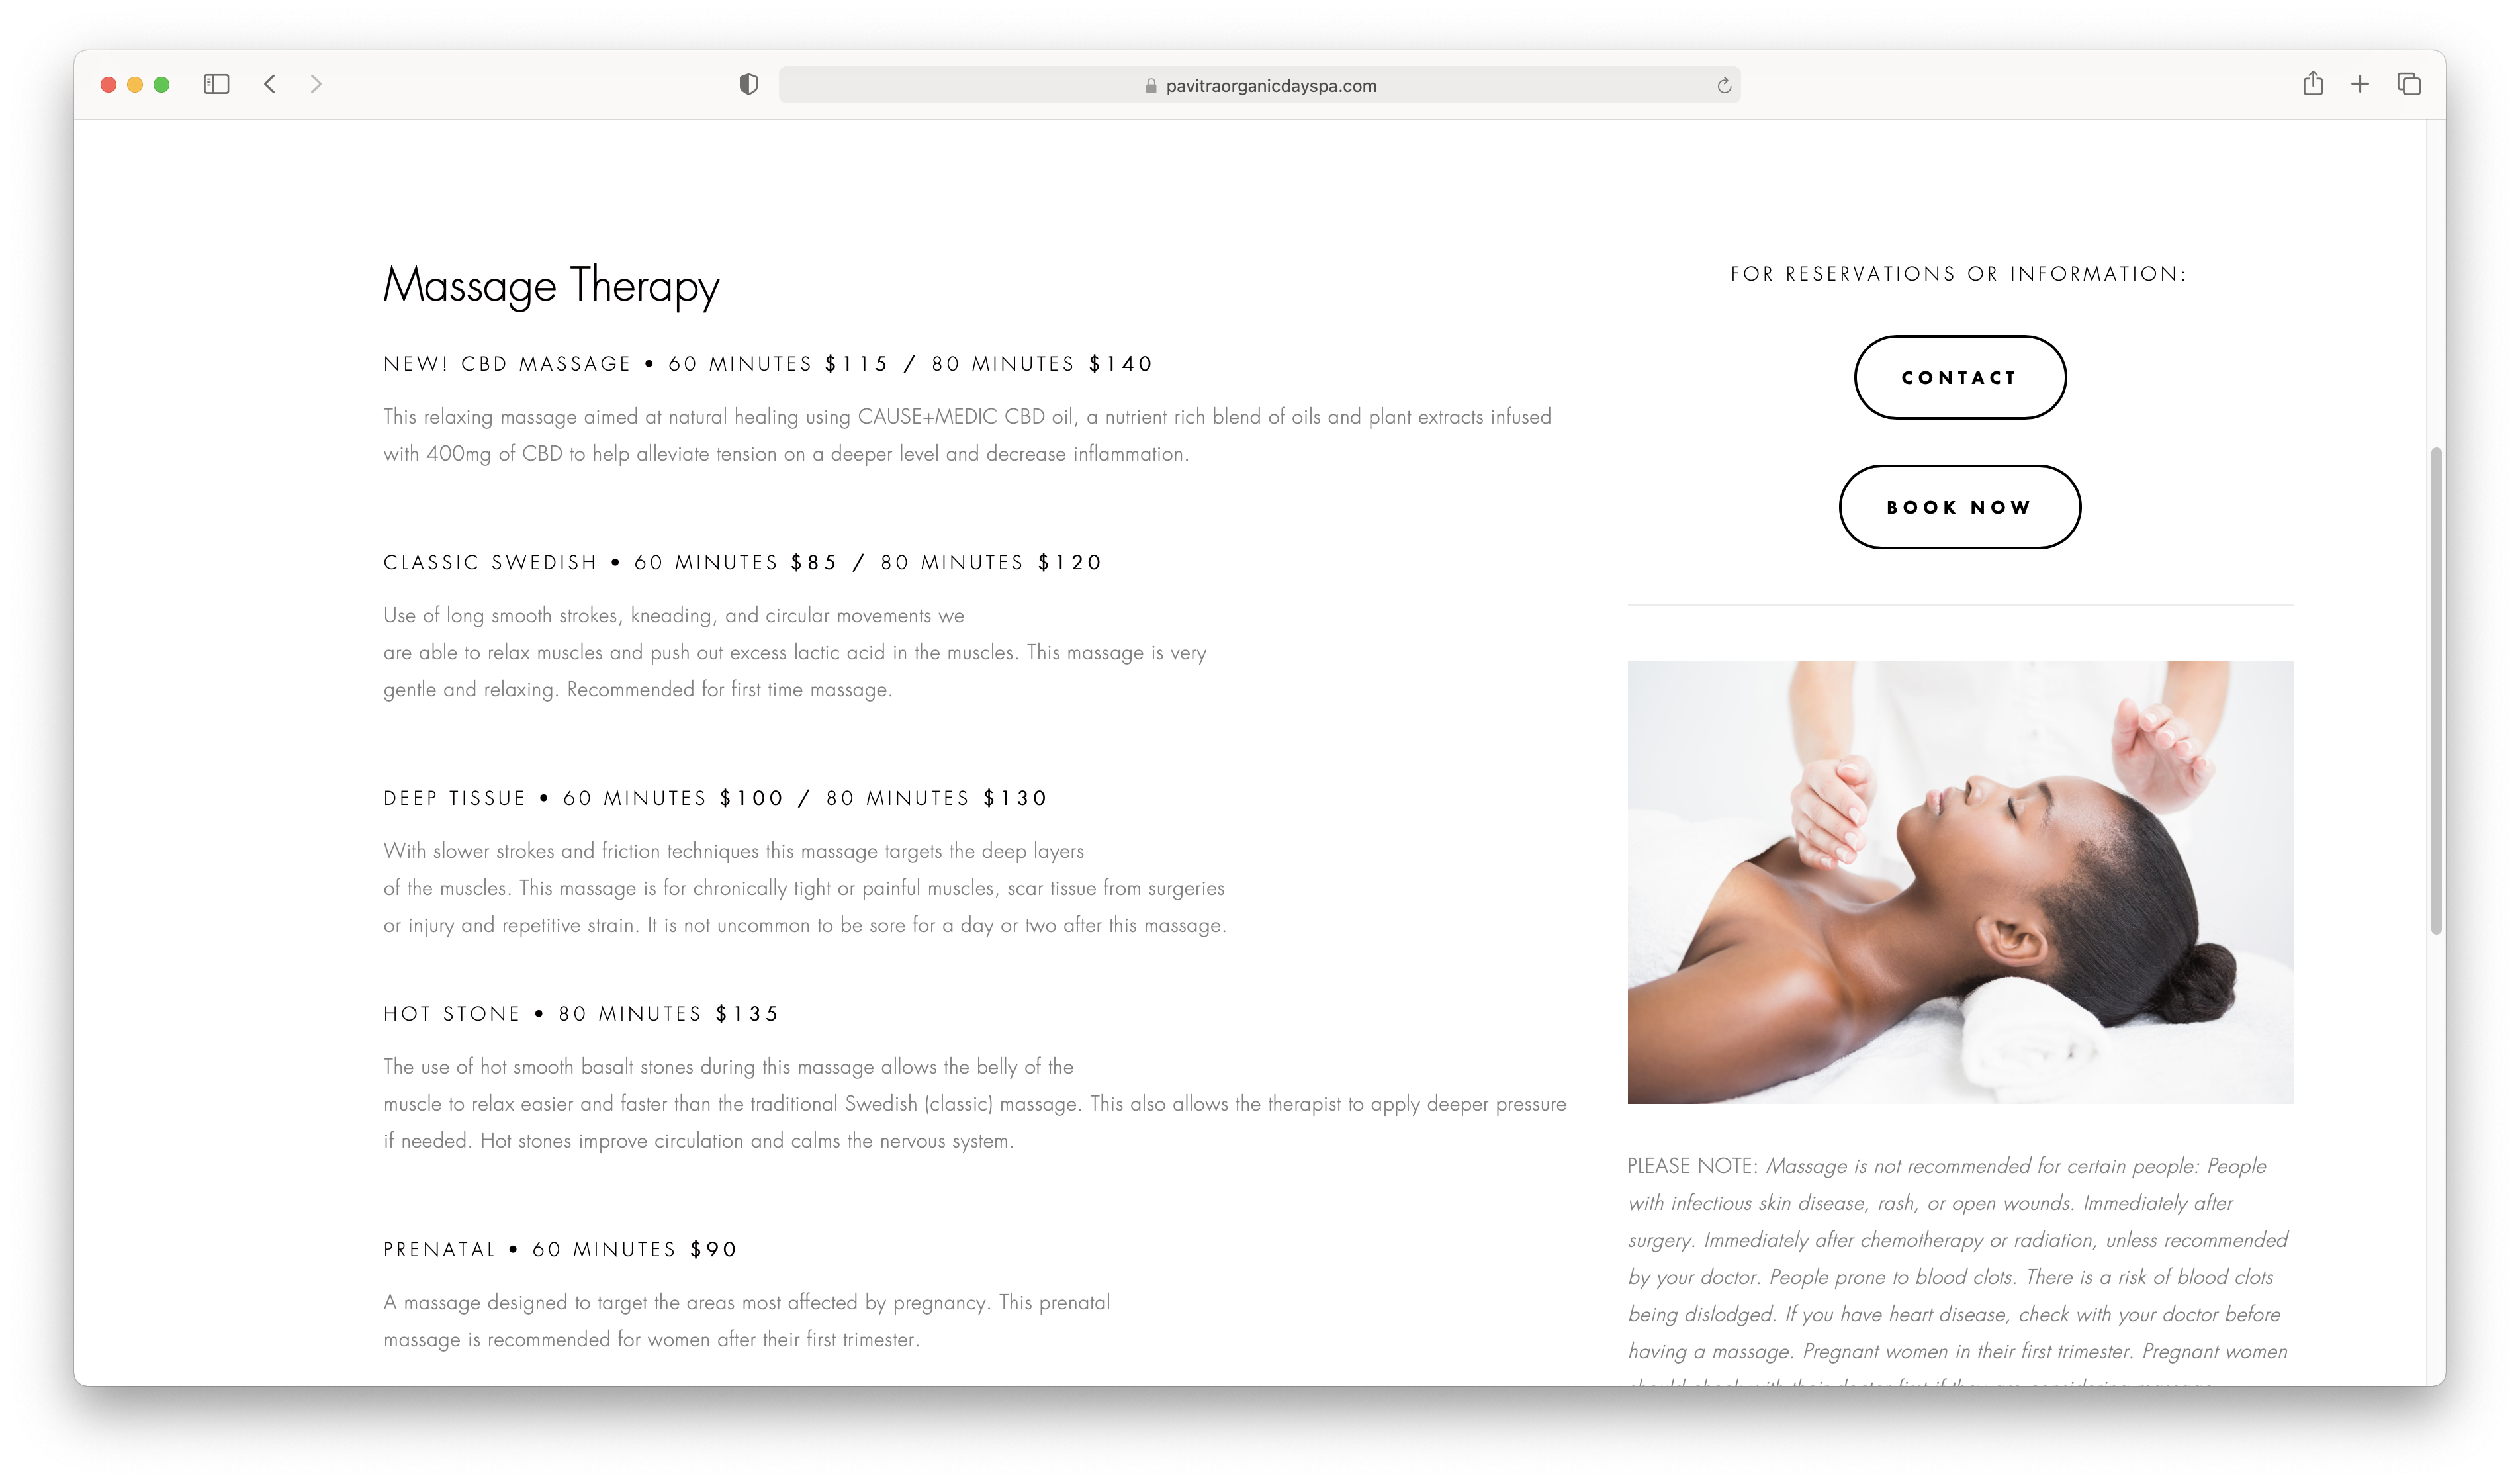 pavitraorganicdayspa.com
Massage Therapy
NEW! CBD MASSAGE • 60 MINUTES $115 / 80 MINUTES $140
This relaxing massage aimed at natural healing using CAUSE+MEDIC CBD oil, a nutrient rich blend of oils and plant extracts infused
with 400mg of CBD to help alleviate tension on a deeper level and decrease inflammation.
CLASSIC SWEDISH • 60 MINUTES $85 / 80 MINUTES $120
Use of long smooth strokes, kneading, and circular movements we
are able to relax muscles and push out excess lactic acid in the muscles. This massage is very
gentle and relaxing. Recommended for first time massage.
DEEP TISSUE • 60 MINUTES $100 / 80 MINUTES $130
With slower strokes and friction techniques this massage targets the deep layers
of the muscles. This massage is for chronically tight or painful muscles, scar tissue from surgeries
or injury and repetitive strain. It is not uncommon to be sore for a day or two after this massage.
HOT STONE • 80 MINUTES $135
The use of hot smooth basalt stones during this massage allows the belly of the
muscle to relax easier and faster than the traditional Swedish (classic) massage. This also allows the therapist to apply deeper pressure
if needed. Hot stones improve circulation and calms the nervous system.
PRENATAL • 60 MINUTES $90
A massage designed to target the areas most affected by pregnancy. This prenatal
massage is recommended for women after their first trimester.
FOR RESERVATIONS OR INFORMATION:
CONTACT
BOOK NOW
PLEASE NOTE: Massage is not recommended for certain people: People
with infectious skin disease, rash, or open wounds. Immediately after
surgery. Immediately after chemotherapy or radiation, unless recommended
by your doctor. People prone to blood clots. There is a risk of blood clots
being dislodged. If you have heart disease, check with your doctor before
having a massage. Pregnant women in their first trimester. Pregnant women